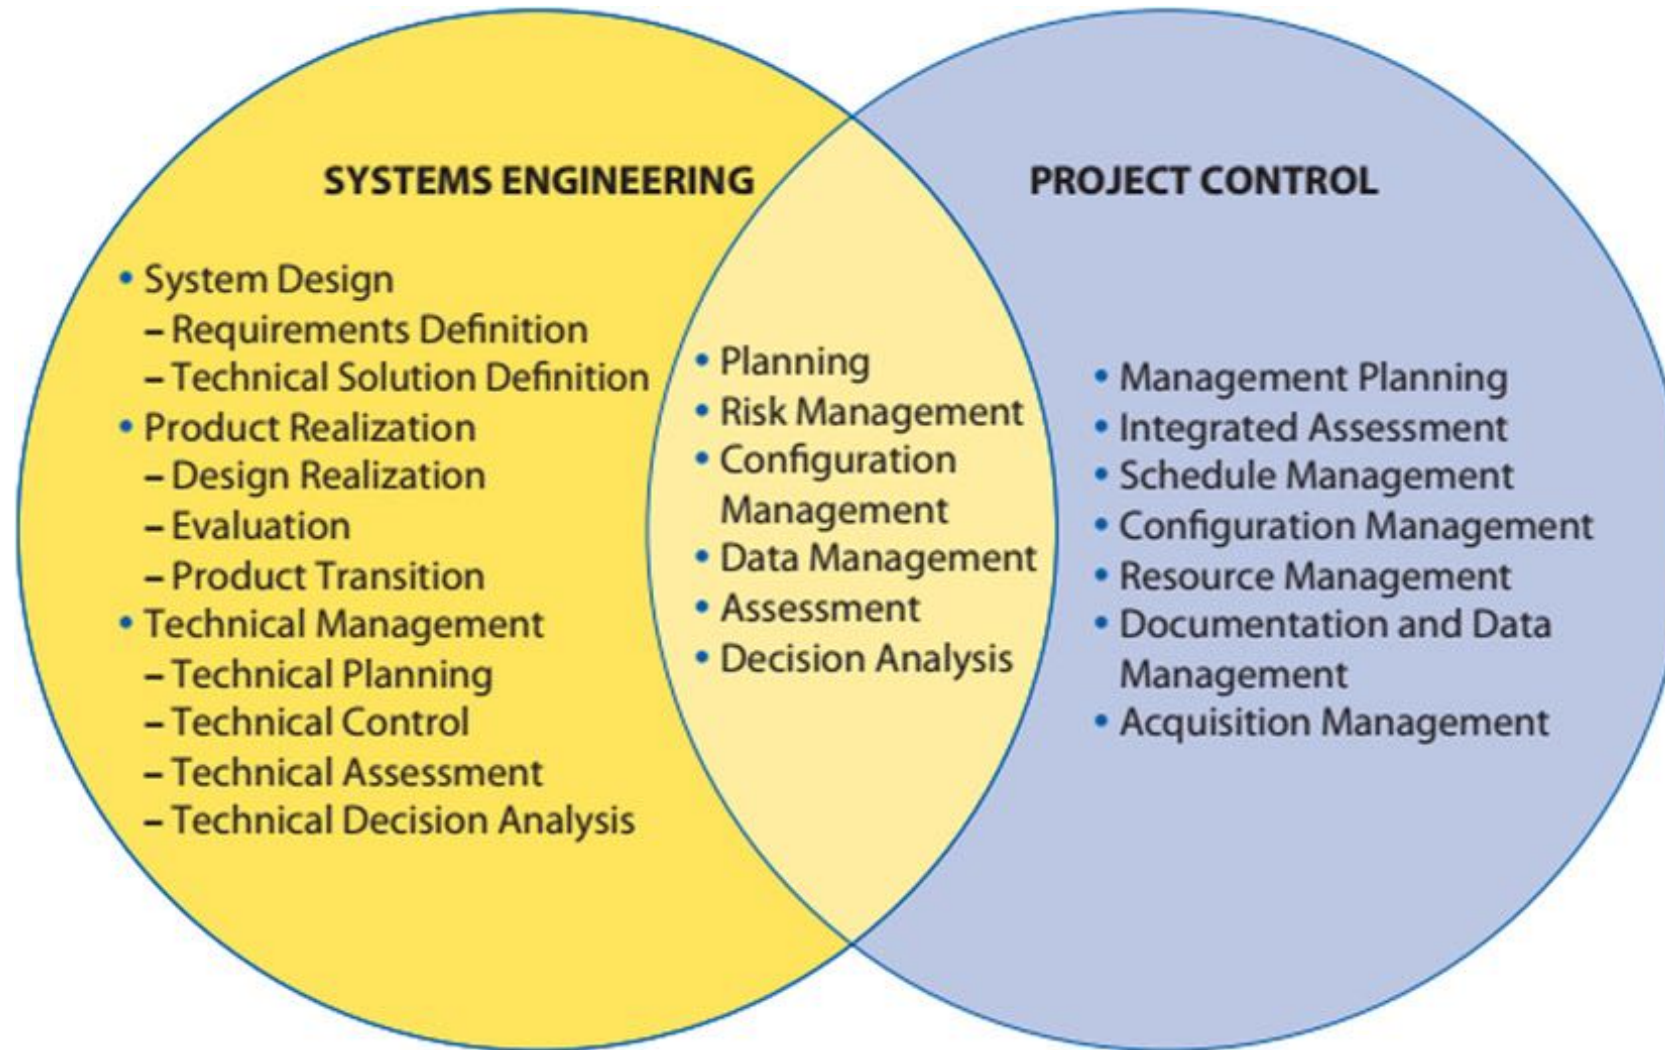 SYSTEMS ENGINEERING
• System Design
– Requirements Definition
– Technical Solution Definition
• Product Realization
– Design Realization
– Evaluation
– Product Transition
• Technical Management
– Technical Planning
– Technical Control
– Technical Assessment
– Technical Decision Analysis
• Planning
• Risk Management
• Configuration
Management
• Data Management
• Assessment
• Decision Analysis
PROJECT CONTROL
• Management Planning
• Integrated Assessment
• Schedule Management
• Configuration Management
• Resource Management
• Documentation and Data
Management
• Acquisition Management